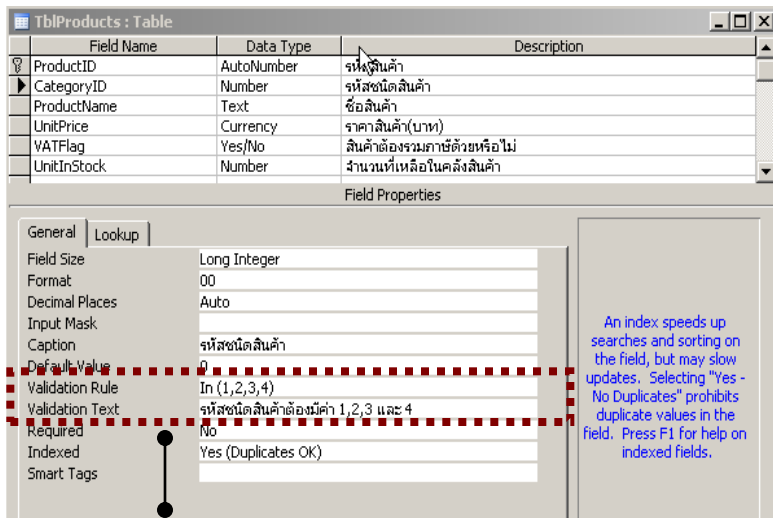 TblProducts : Table
Field Name Data Type Description
ProductID AutoNumber รหัสสินค้า
CategoryID Number รหัสชนิดสินค้า
ProductName Text ชื่อสินค้า
UnitPrice Currency ราคาสินค้า(บาท)
VATFlag Yes/No สินค้าต้องรวมภาษีด้วยหรือไม่
UnitInStock Number จำนวนที่เหลือในคลังสินค้า
Field Properties
General Lookup
Field Size Long Integer
Format 00
Decimal Places Auto
Input Mask
Caption รหัสชนิดสินค้า
Default Value 0
Validation Rule In (1,2,3,4)
Validation Text รหัสชนิดสินค้าต้องมีค่า 1,2,3 และ 4
Required No
Indexed Yes (Duplicates OK)
Smart Tags
An index speeds up
searches and sorting on
the field, but may slow
updates. Selecting "Yes -
No Duplicates" prohibits
duplicate values in the
field. Press F1 for help on
indexed fields.